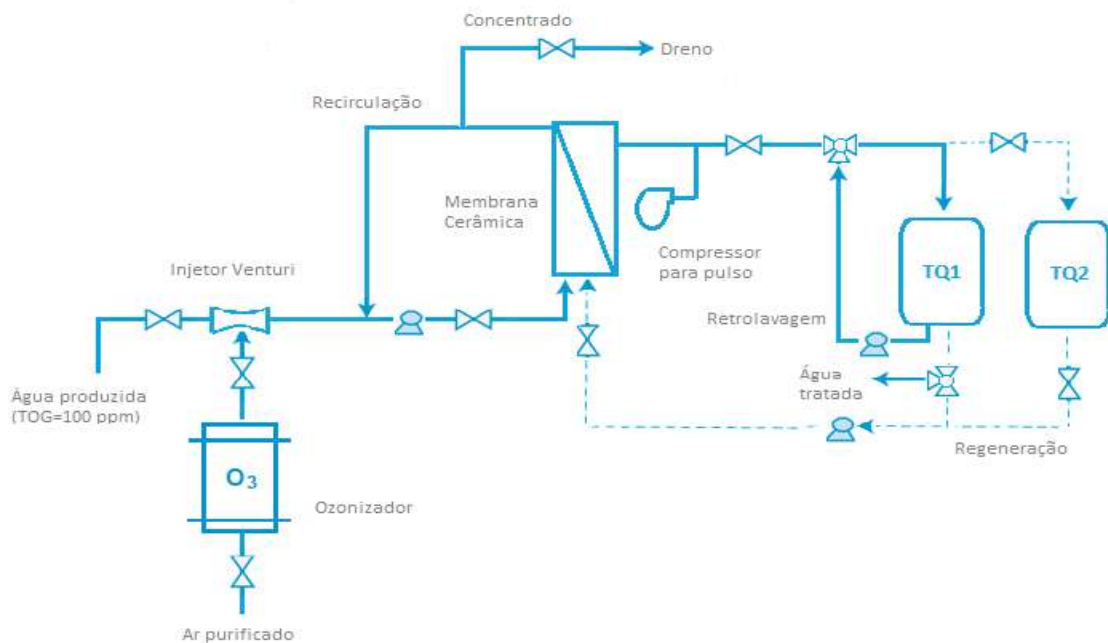 Concentrado
Dreno
Recirculação
Membrana
Cerâmica
Compressor
para pulso
TQ1
TQ2
Injetor Venturi
Retrolavagem
Água
tratada
Água produzida
(TOG=100 ppm)
Regeneração
O3
Ozonizador
Ar purificado